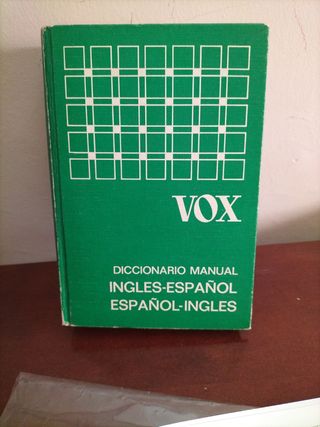 VOX
DICCIONARIO MANUAL
INGLES-ESPAÑOL
ESPAÑOL-INGLES